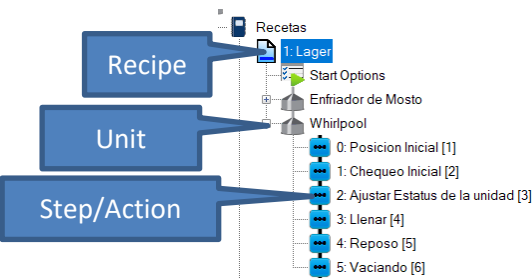 Recetas
Recipe
1: Lager
Start Options
Enfriador de Mosto
Unit
Whirlpool
0: Posicion Inicial [1]
1: Chequeo Inicial [2]
Step/Action
2: Ajustar Estatus de la unidad [3]
3: Llenar [4]
4: Reposo [5]
5: Vaciando [6]